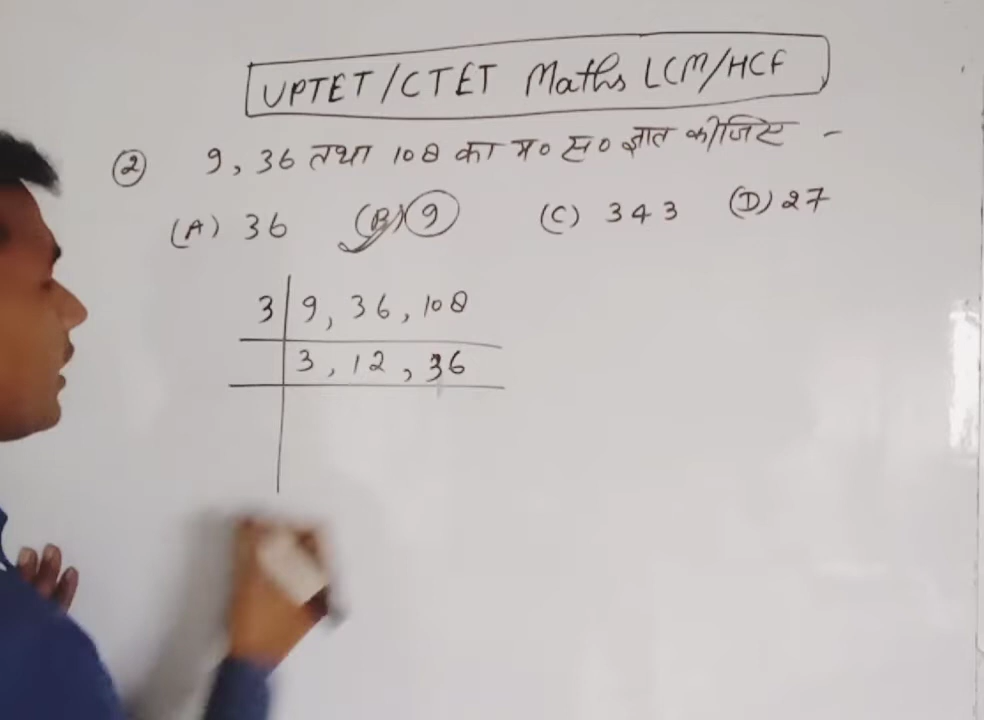 UPTET/CTET Maths LCM/HCF
② 9, 36 तथा 108 का म० स० ज्ञात कीजिए -
(A) 36 (B) 9 (C) 343 (D) 27
3 9, 36, 108
3, 12, 36